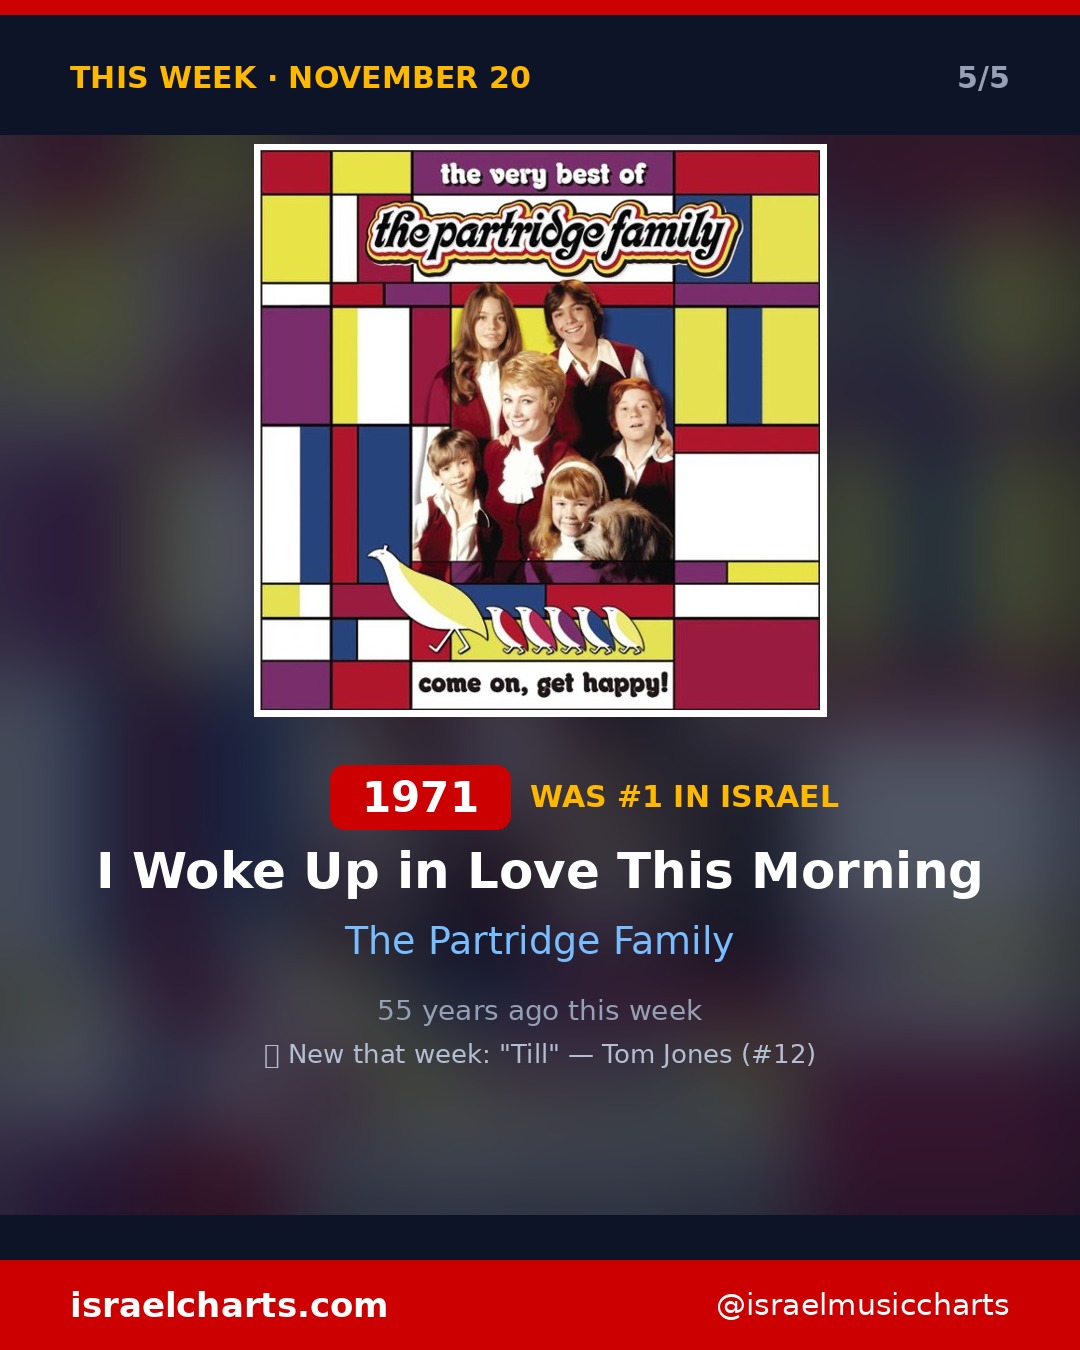 THIS WEEK · NOVEMBER 20
5/5
the very best of
the partridge family
come on, get happy!
1971
WAS #1 IN ISRAEL
I Woke Up in Love This Morning
The Partridge Family
55 years ago this week
New that week: "Till" — Tom Jones (#12)
israelcharts.com
@israelmusiccharts